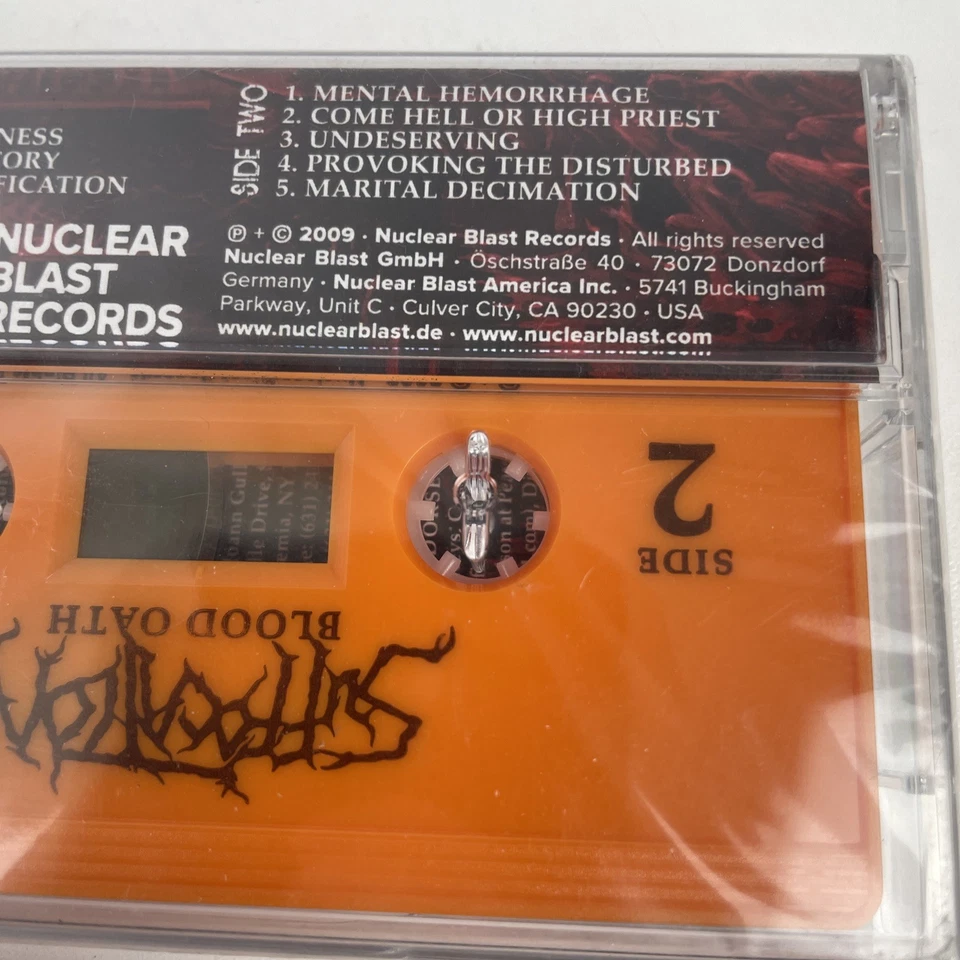 NESS
TORY
FICATION
SIDE TWO
1. MENTAL HEMORRHAGE
2. COME HELL OR HIGH PRIEST
3. UNDESERVING
4. PROVOKING THE DISTURBED
5. MARITAL DECIMATION
NUCLEAR
BLAST
RECORDS
℗ + © 2009 · Nuclear Blast Records · All rights reserved
Nuclear Blast GmbH · Öschstraße 40 · 73072 Donzdorf
Germany · Nuclear Blast America Inc. · 5741 Buckingham
Parkway, Unit C · Culver City, CA 90230 · USA
www.nuclearblast.de · www.nuclearblast.com
2
SIDE
BLOOD OATH
SUFFOCATION